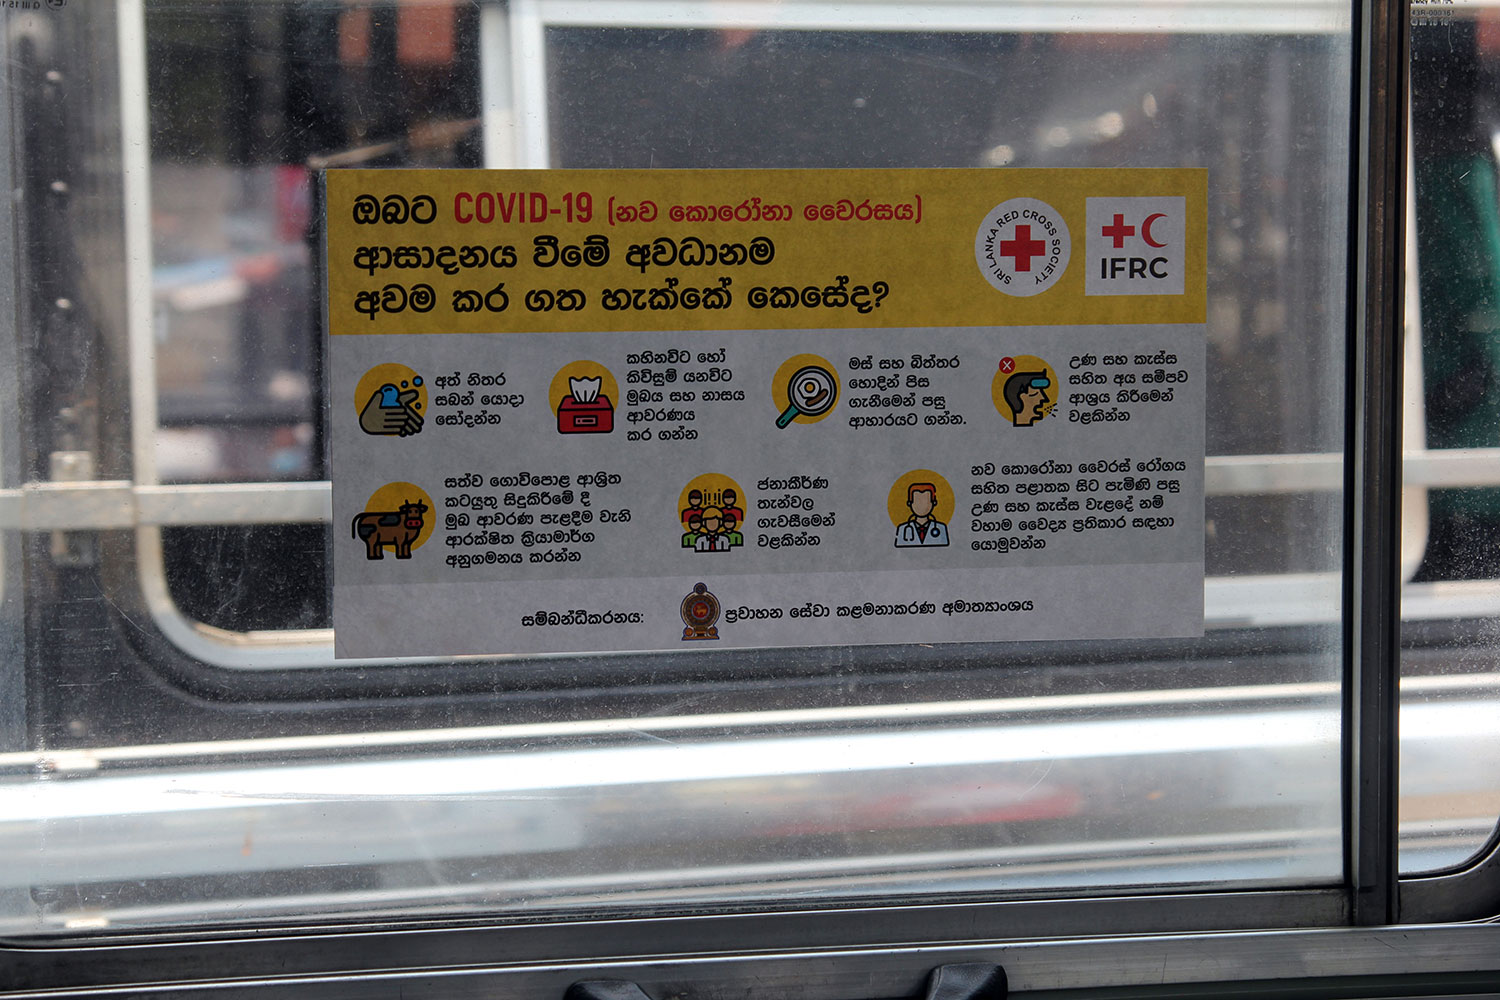 ඔබට COVID-19 (නව කොරෝනා වෛරසය)
ආසාදනය වීමේ අවධානම
අවම කර ගත හැක්කේ කෙසේද?
SRI LANKA RED CROSS SOCIETY
IFRC
අත් නිතර
සබන් යොදා
සෝදන්න
කහිනවිට හෝ
කිවිසුම් යනවිට
මුඛය සහ නාසය
ආවරණය
කර ගන්න
මස් සහ බිත්තර
හොදින් පිස
ගැනීමෙන් පසු
ආහාරයට ගන්න.
උණ සහ කැස්ස
සහිත අය සමීපව
ආශ්‍රය කිරීමෙන්
වළකින්න
සත්ව ගොවිපොළ ආශ්‍රිත
කටයුතු සිදුකිරීමේ දී
මුඛ ආවරණ පැළදීම වැනි
ආරක්ෂිත ක්‍රියාමාර්ග
අනුගමනය කරන්න
ජනාකීර්ණ
තැන්වල
ගැවසීමෙන්
වළකින්න
නව කොරෝනා වෛරස් රෝගය
සහිත පළාතක සිට පැමිණි පසු
උණ සහ කැස්ස වැළදේ නම්
වහාම වෛද්‍ය ප්‍රතිකාර සඳහා
යොමුවන්න
සම්බන්ධීකරනය:
ප්‍රවාහන සේවා කළමනාකරණ අමාත්‍යාංශය